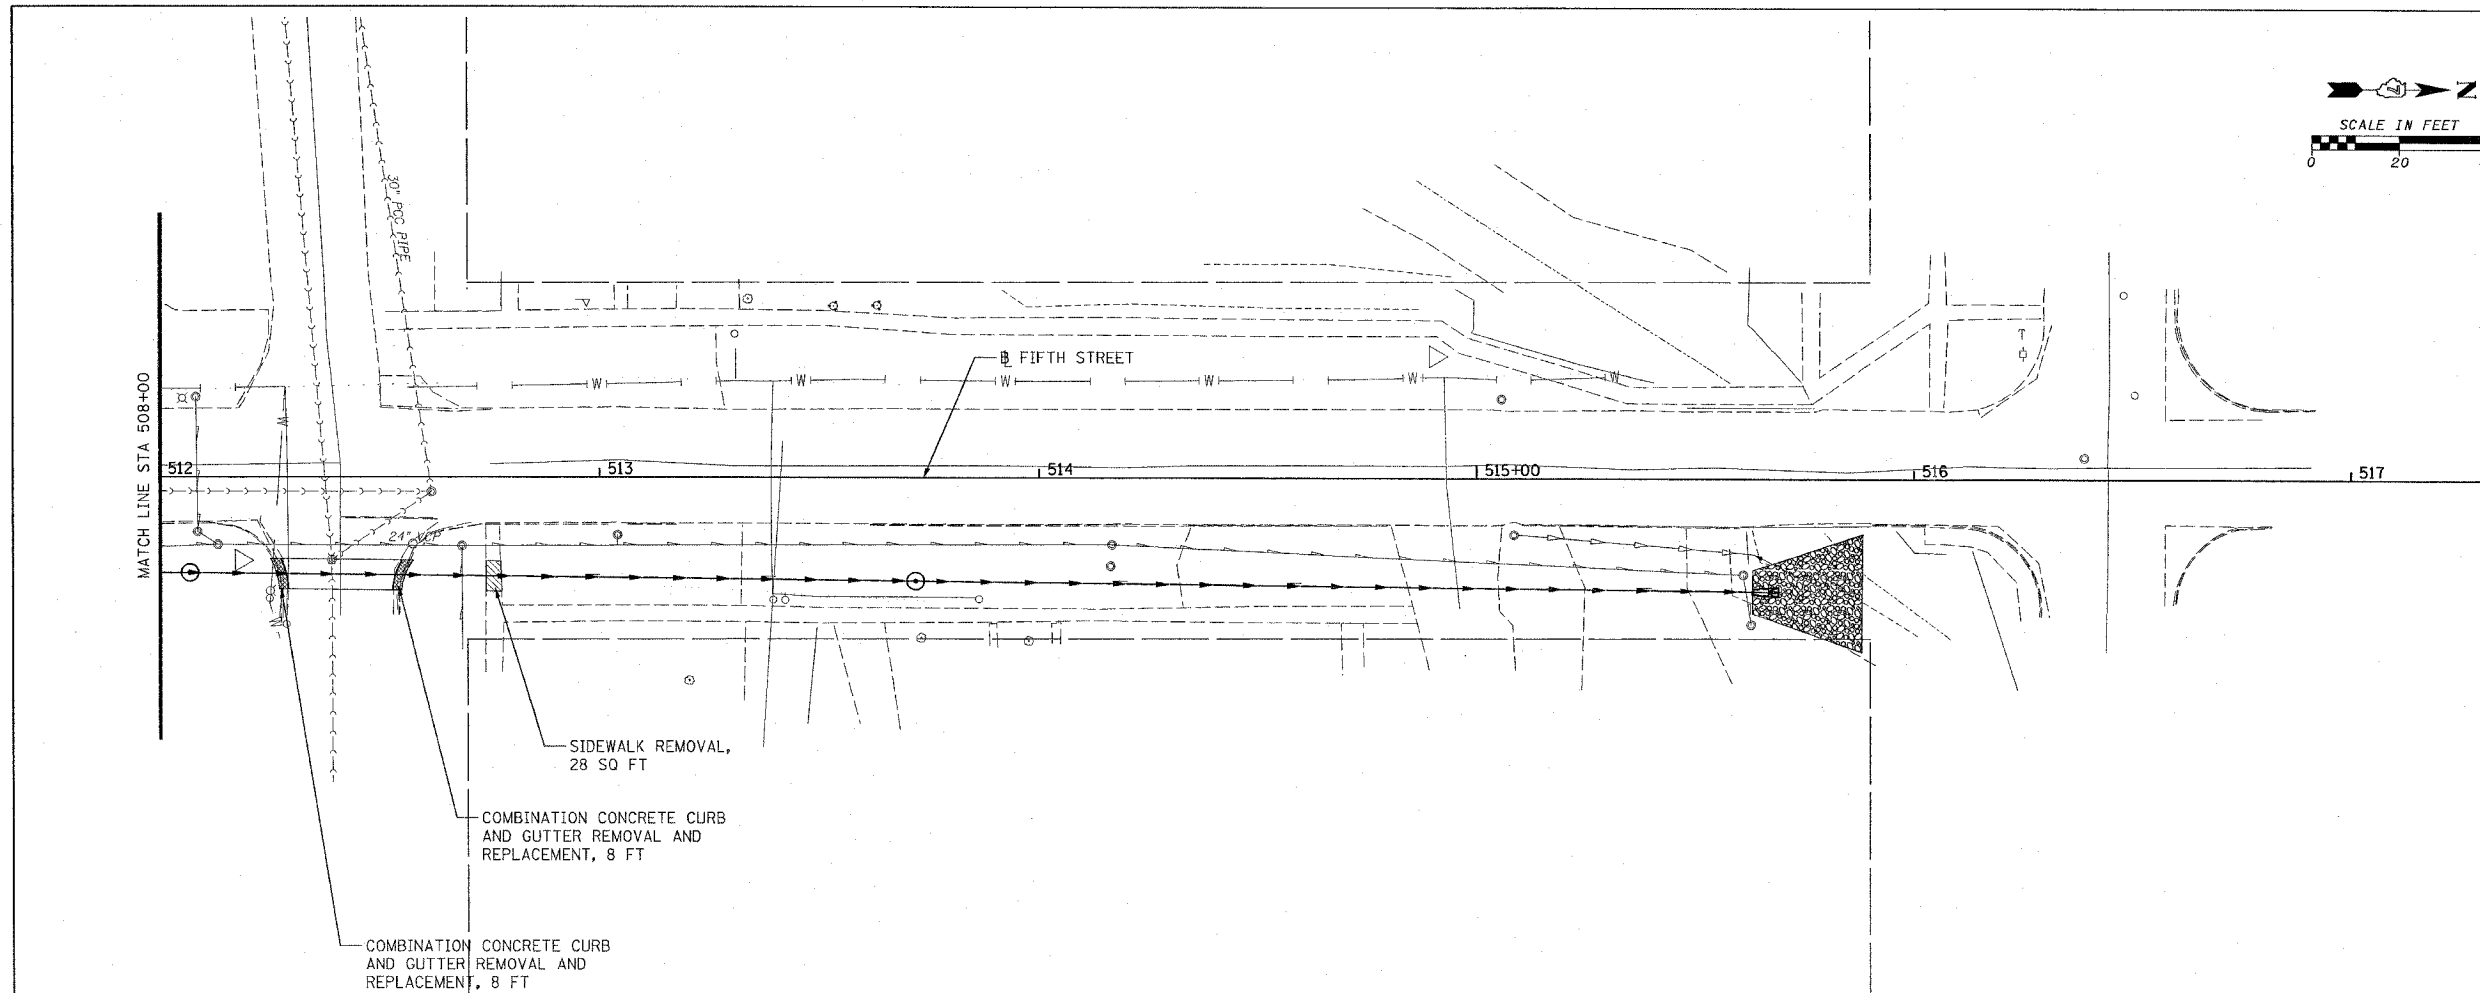 N
SCALE IN FEET
0 20
30" PCC PIPE
MATCH LINE STA 508+00
℄ FIFTH STREET
W W W W W W
W
T
512 513 514 515+00 516 517
24" VCP
W
SIDEWALK REMOVAL,
28 SQ FT
COMBINATION CONCRETE CURB
AND GUTTER REMOVAL AND
REPLACEMENT, 8 FT
COMBINATION CONCRETE CURB
AND GUTTER REMOVAL AND
REPLACEMENT, 8 FT